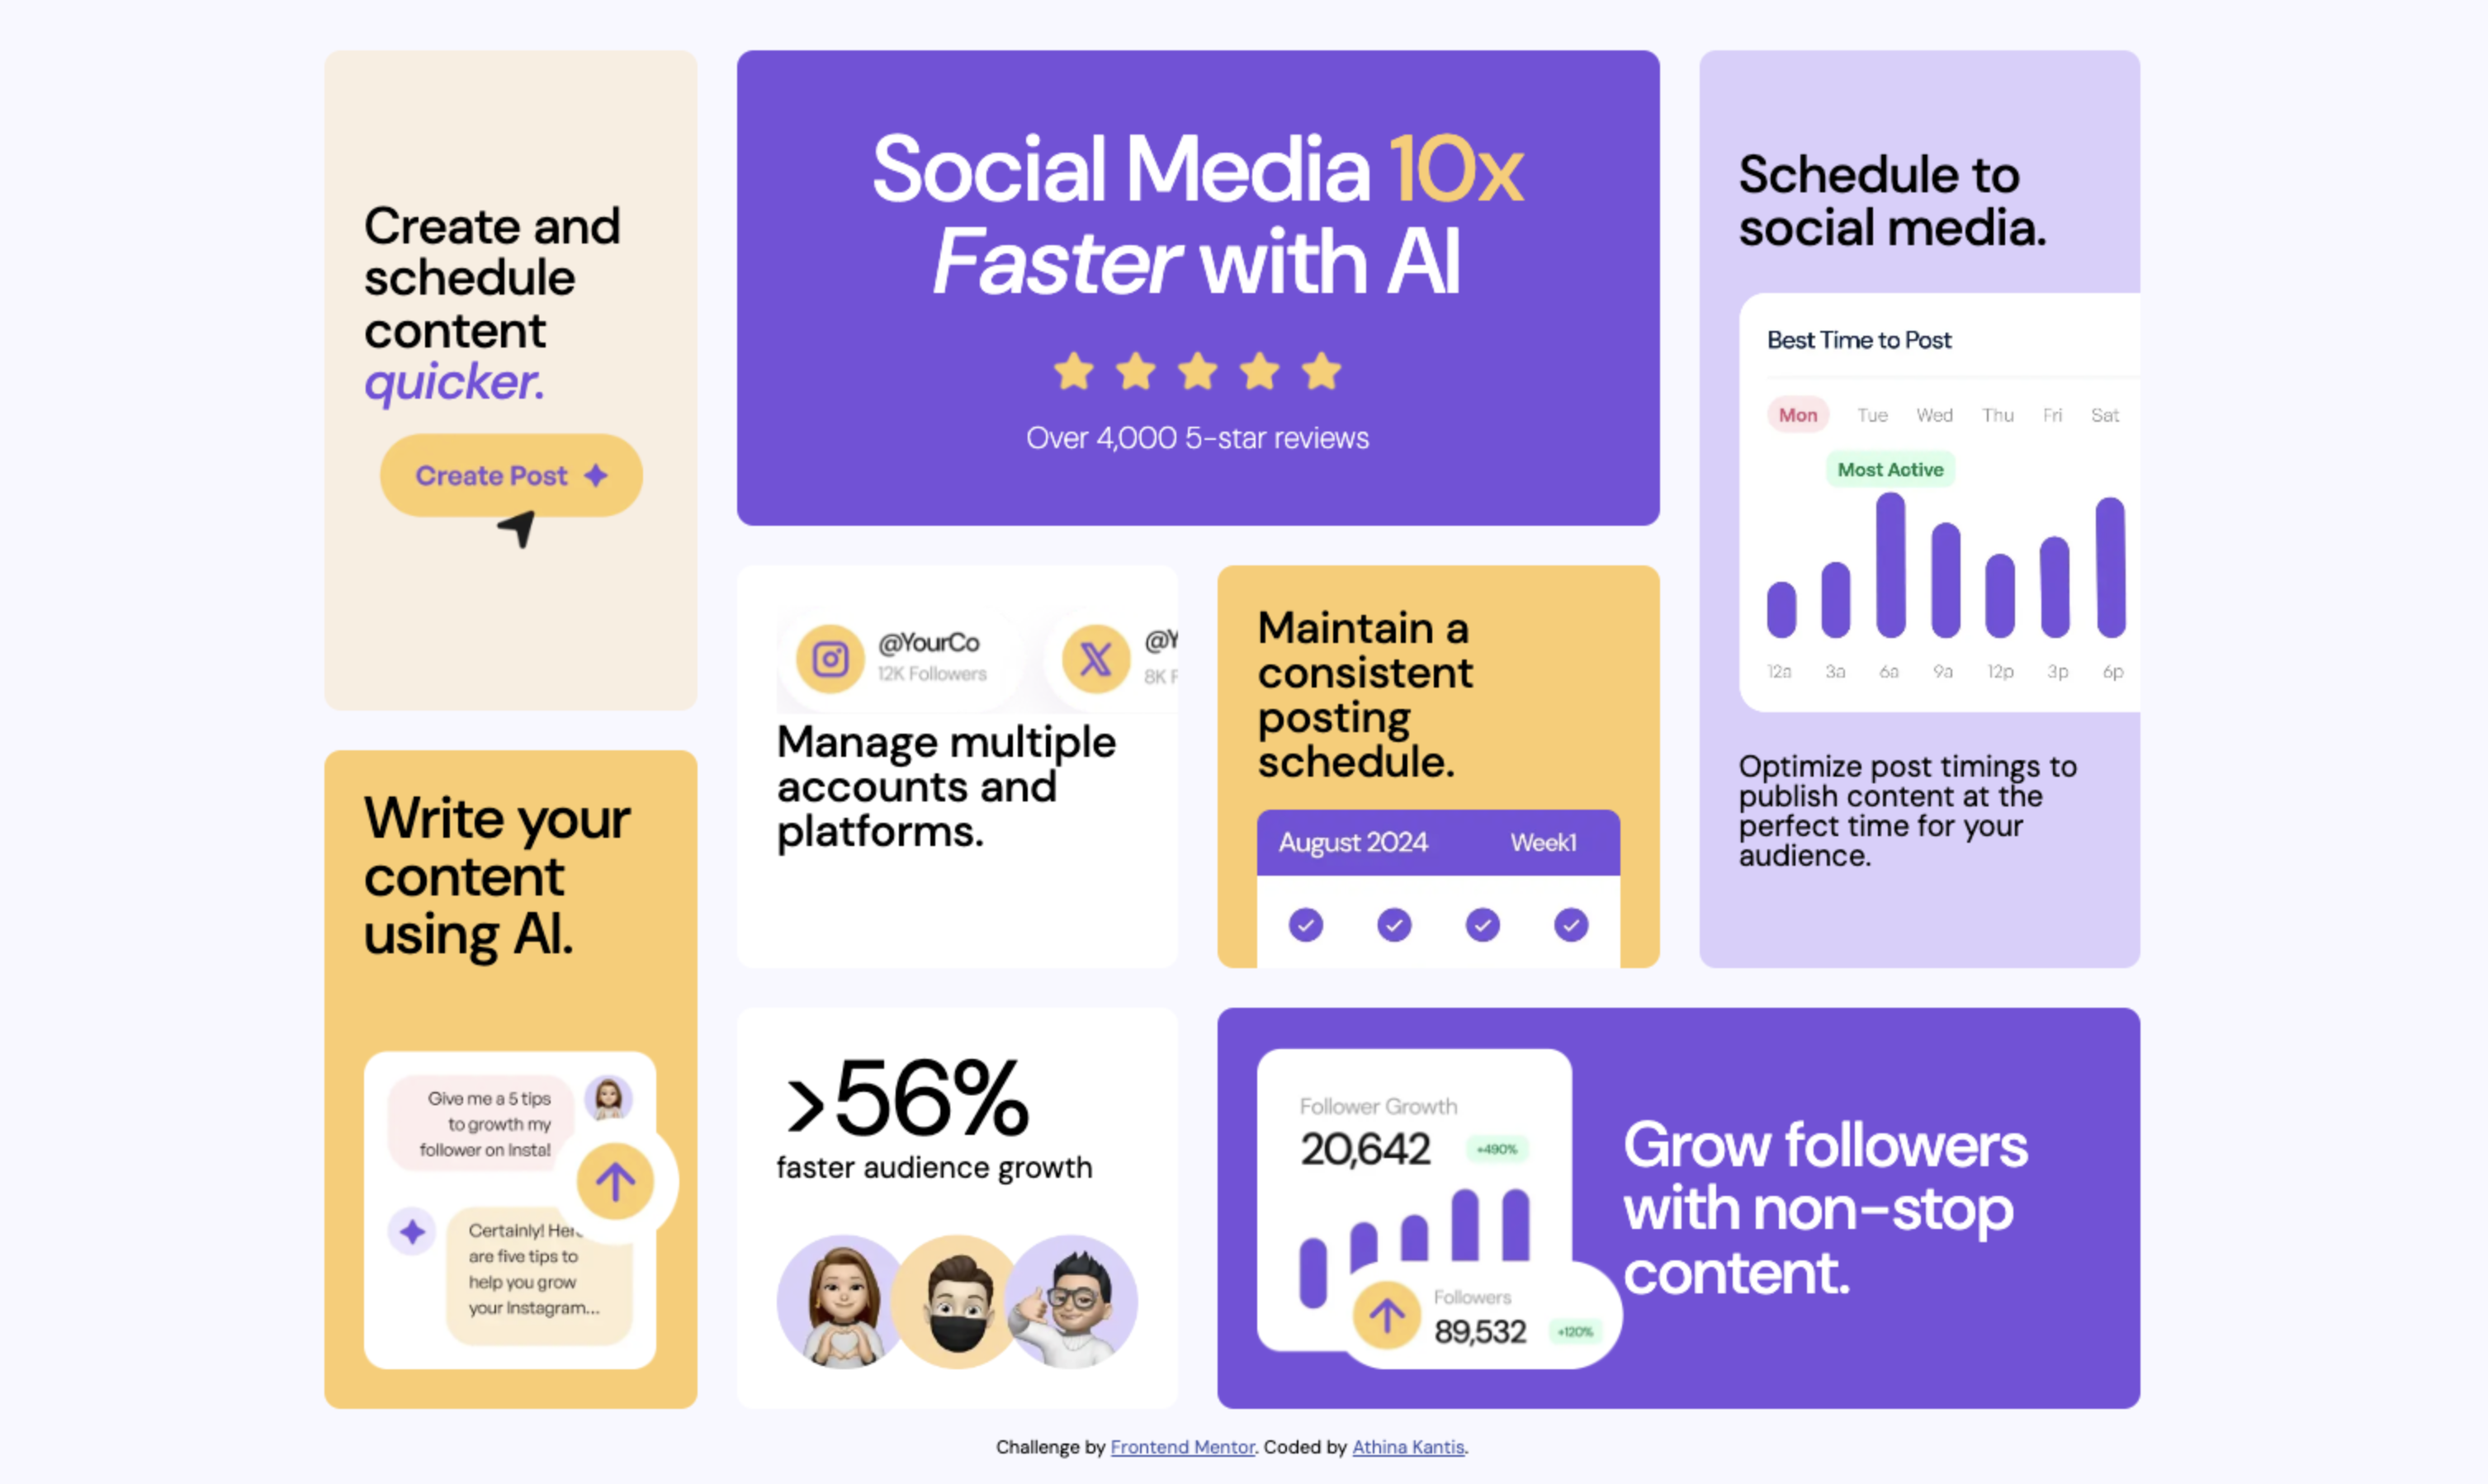 Create and
schedule
content
quicker.
Create Post
Social Media 10x
Faster with AI
Over 4,000 5-star reviews
Schedule to
social media.
Best Time to Post
Mon Tue Wed Thu Fri Sat
Most Active
12a 3a 6a 9a 12p 3p 6p
Optimize post timings to
publish content at the
perfect time for your
audience.
@YourCo
12K Followers
@Y
8K F
Manage multiple
accounts and
platforms.
Maintain a
consistent
posting
schedule.
August 2024 Week1
Write your
content
using AI.
Give me a 5 tips
to growth my
follower on Insta!
Certainly! Here
are five tips to
help you grow
your Instagram...
>56%
faster audience growth
Follower Growth
20,642 +490%
Followers
89,532 +120%
Grow followers
with non-stop
content.
Challenge by Frontend Mentor. Coded by Athina Kantis.